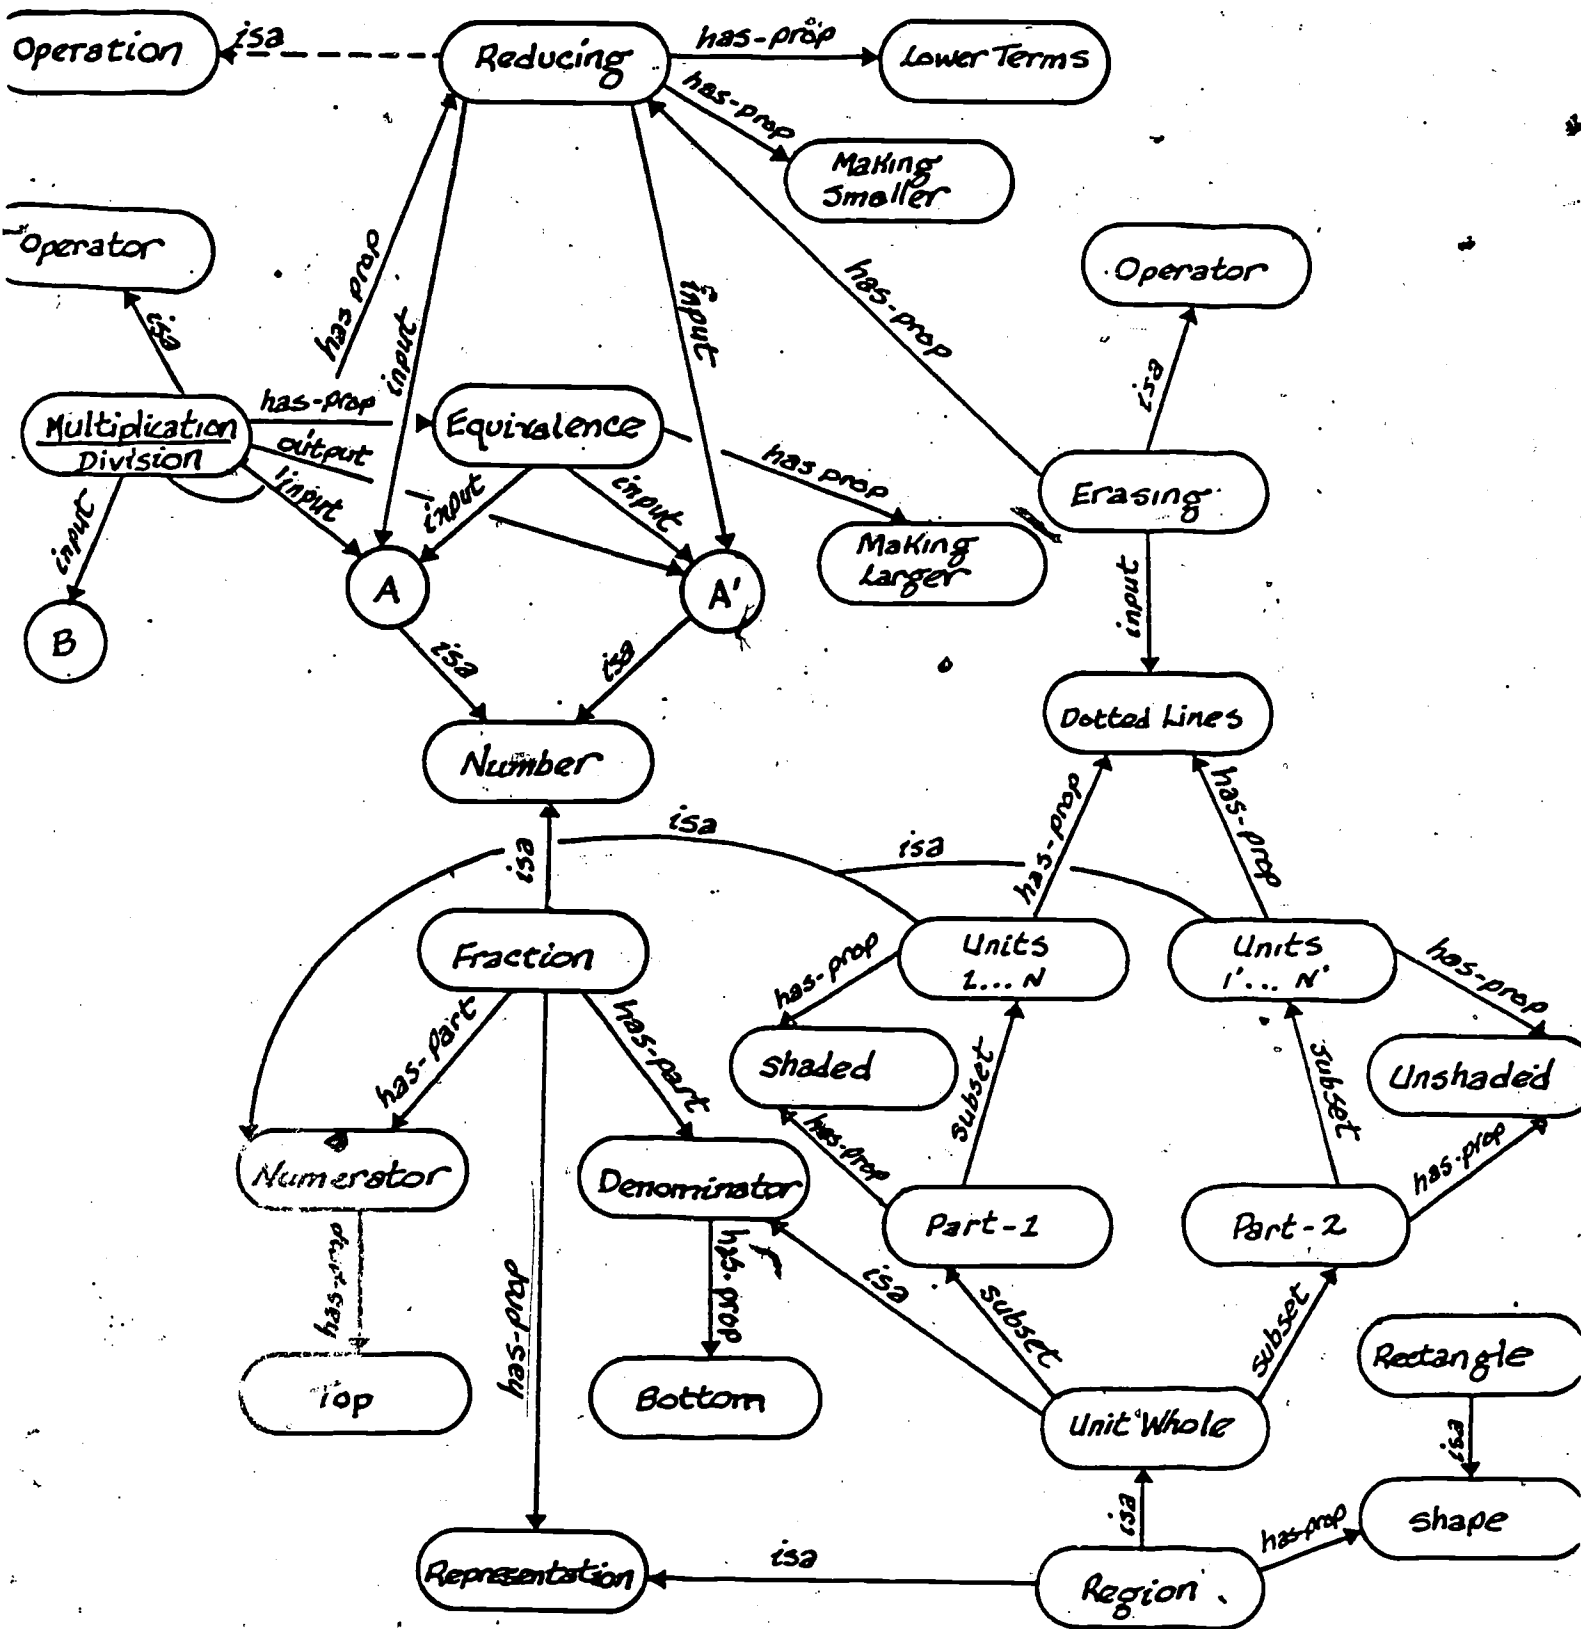 Operation
isa
Reducing
has-prop
Lower Terms
has-prop
Making
Smaller
Operator
isa
has prop
input
input
has-prop
Operator
isa
Multiplication
Division
has-prop
Equivalence
output
input
input
input
input
has prop
Making
Larger
Erasing
input
B
A
A'
isa
isa
Number
Dotted Lines
isa
isa
isa
has-prop
has-prop
Fraction
Units
1... N
Units
1'... N'
has-prop
has-prop
has-part
has-part
Shaded
subset
subset
Unshaded
has-prop
has-prop
Numerator
Denominator
Part-1
Part-2
has-prop
has-prop
has-prop
isa
subset
subset
Top
Bottom
Unit Whole
Rectangle
isa
isa
Shape
has-prop
Representation
isa
Region